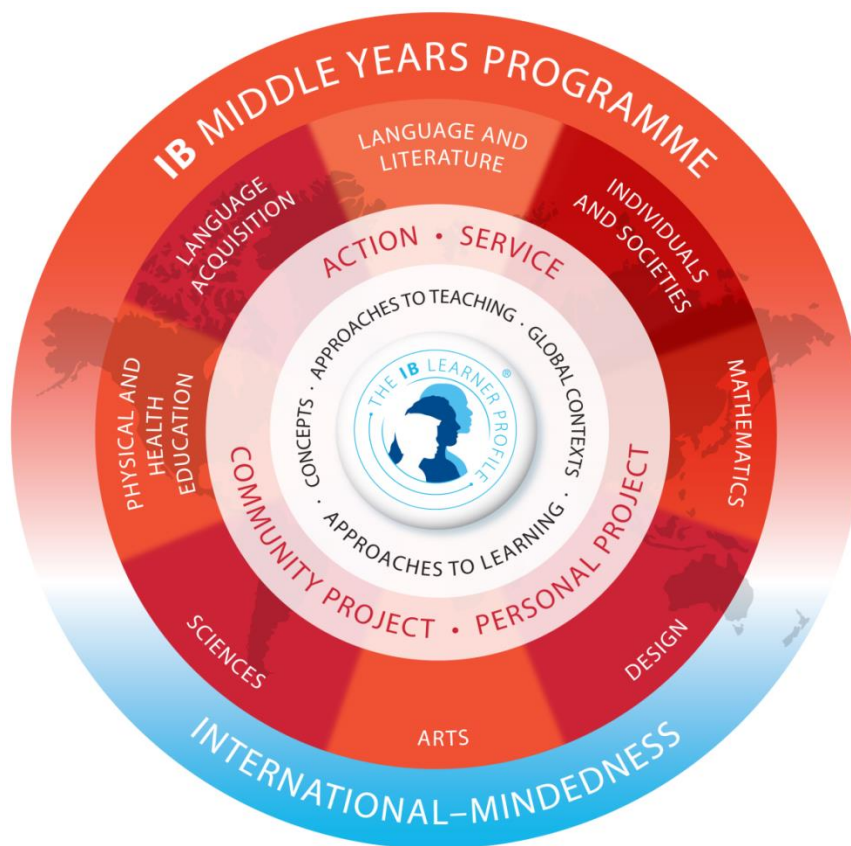 IB MIDDLE YEARS PROGRAMME
LANGUAGE AND
LITERATURE
INDIVIDUALS
AND SOCIETIES
MATHEMATICS
DESIGN
ARTS
SCIENCES
PHYSICAL AND
HEALTH
EDUCATION
LANGUAGE
ACQUISITION
ACTION • SERVICE
PERSONAL PROJECT
COMMUNITY PROJECT •
APPROACHES TO TEACHING · GLOBAL CONTEXTS ·
APPROACHES TO LEARNING
· CONCEPTS ·
• THE IB LEARNER PROFILE •
®
INTERNATIONAL–MINDEDNESS